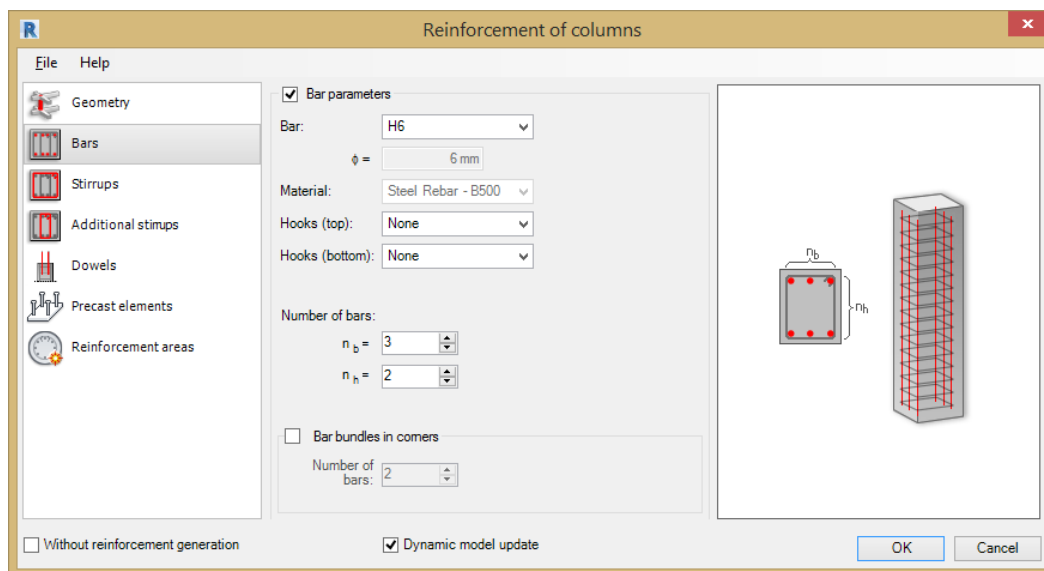 R
Reinforcement of columns
x
File Help
Geometry
Bars
Stirrups
Additional stirrups
Dowels
Precast elements
Reinforcement areas
Bar parameters
Bar: H6
ϕ = 6 mm
Material: Steel Rebar - B500
Hooks (top): None
Hooks (bottom): None
Number of bars:
n b = 3
n h = 2
Bar bundles in corners
Number of
bars: 2
nb
nh
Without reinforcement generation
Dynamic model update
OK Cancel